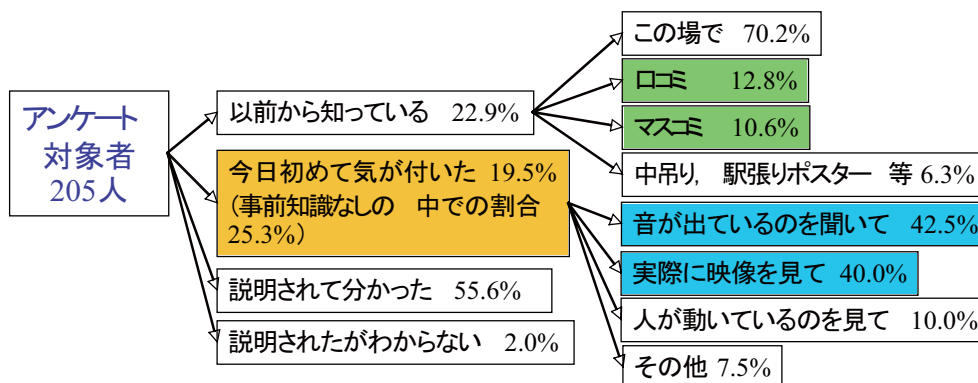 アンケート
対象者
205人
以前から知っている 22.9%
今日初めて気が付いた 19.5%
(事前知識なしの 中での割合
25.3%)
説明されて分かった 55.6%
説明されたがわからない 2.0%
この場で 70.2%
口コミ 12.8%
マスコミ 10.6%
中吊り, 駅張りポスター 等 6.3%
音が出ているのを聞いて 42.5%
実際に映像を見て 40.0%
人が動いているのを見て 10.0%
その他 7.5%